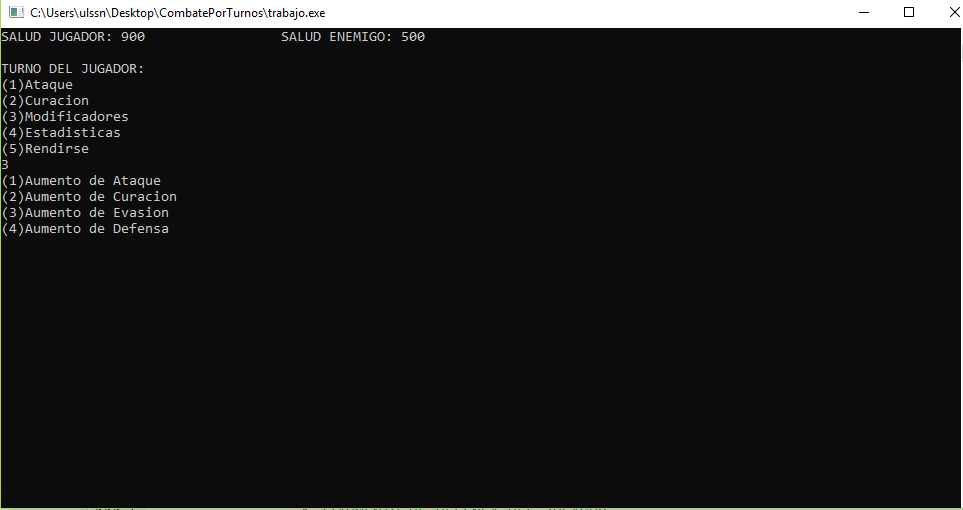 C:\Users\ulssn\Desktop\CombatePorTurnos\trabajo.exe
SALUD JUGADOR: 900 SALUD ENEMIGO: 500
TURNO DEL JUGADOR:
(1)Ataque
(2)Curacion
(3)Modificadores
(4)Estadisticas
(5)Rendirse
3
(1)Aumento de Ataque
(2)Aumento de Curacion
(3)Aumento de Evasion
(4)Aumento de Defensa